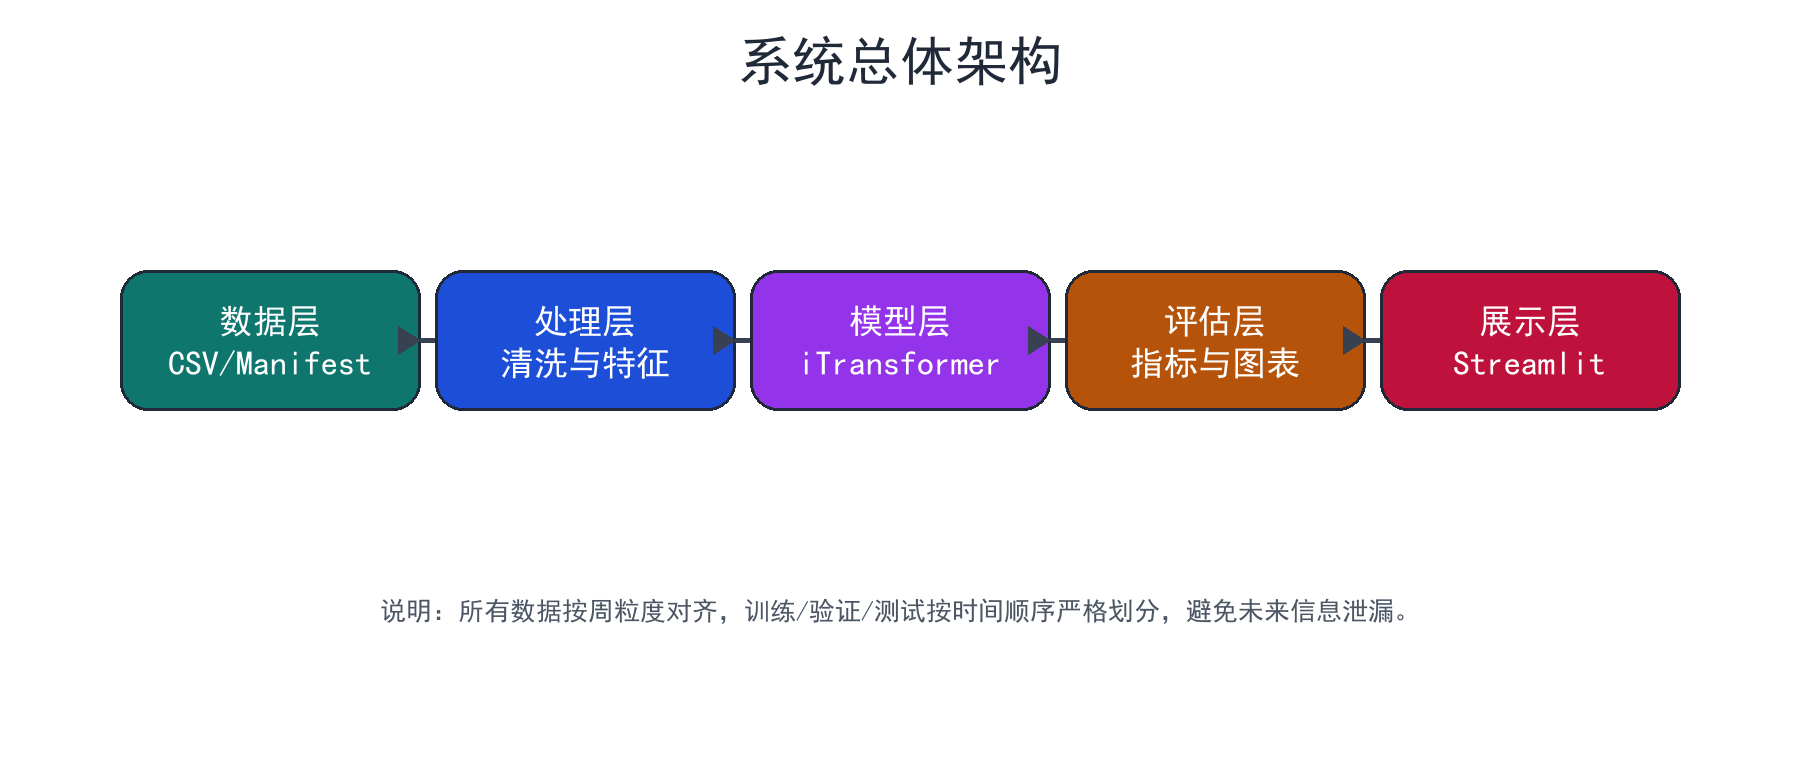 系统总体架构
数据层
CSV/Manifest
处理层
清洗与特征
模型层
iTransformer
评估层
指标与图表
展示层
Streamlit
说明：所有数据按周粒度对齐，训练/验证/测试按时间顺序严格划分，避免未来信息泄漏。